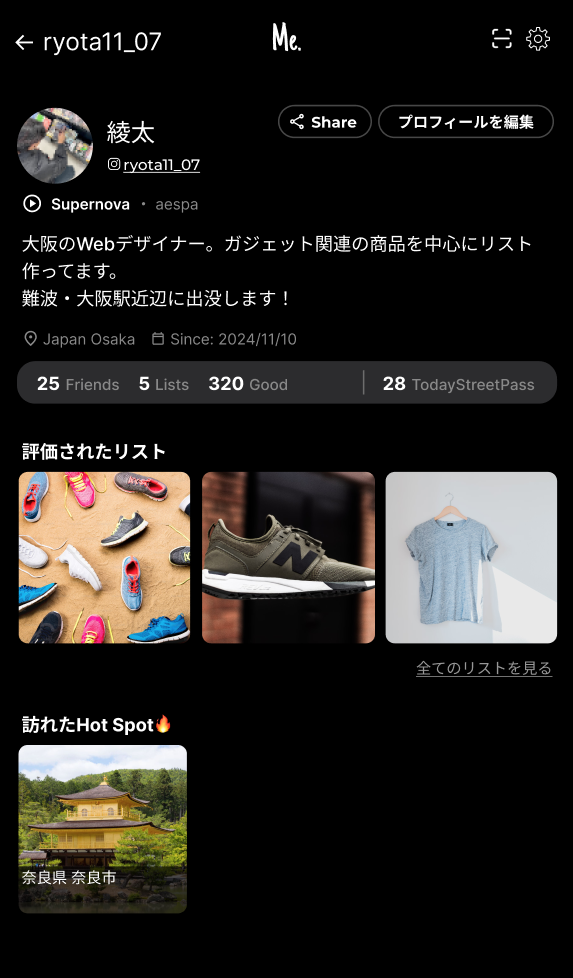 ← ryota11_07
Me.
綾太
Share
プロフィールを編集
ryota11_07
Supernova ・ aespa
大阪のWebデザイナー。ガジェット関連の商品を中心にリスト
作ってます。
難波・大阪駅近辺に出没します！
Japan Osaka
Since: 2024/11/10
25 Friends 5 Lists 320 Good | 28 TodayStreetPass
評価されたリスト
N
全てのリストを見る
訪れたHot Spot🔥
奈良県 奈良市